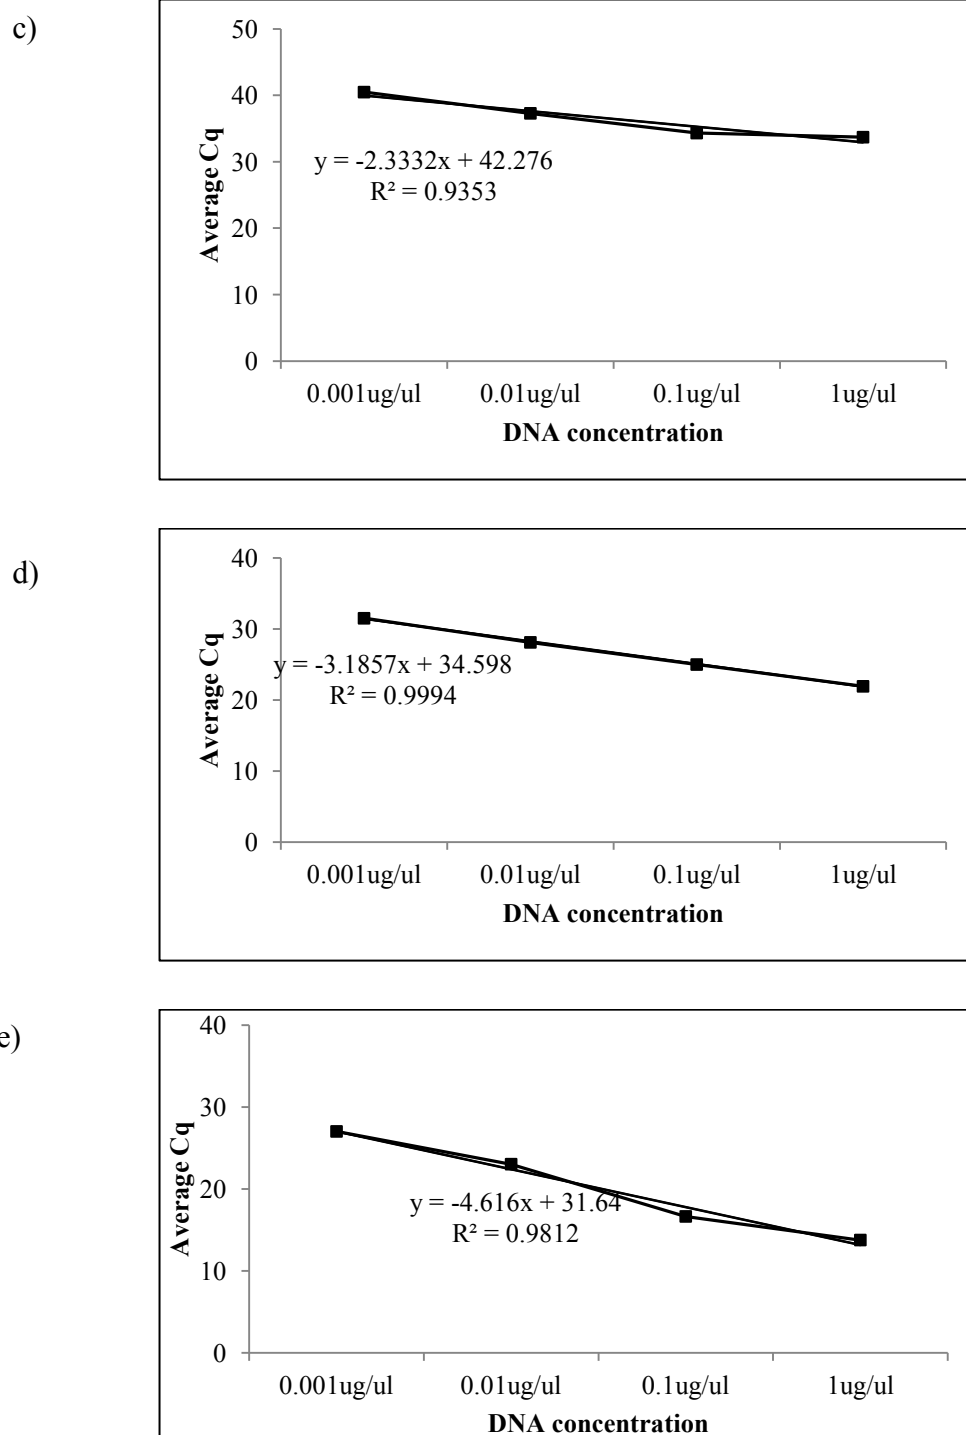 c)
50
40
30
20
10
0
Average Cq
y = -2.3332x + 42.276
R² = 0.9353
0.001ug/ul 0.01ug/ul 0.1ug/ul 1ug/ul
DNA concentration
d)
40
30
20
10
0
Average Cq
y = -3.1857x + 34.598
R² = 0.9994
0.001ug/ul 0.01ug/ul 0.1ug/ul 1ug/ul
DNA concentration
e)
40
30
20
10
0
Average Cq
y = -4.616x + 31.64
R² = 0.9812
0.001ug/ul 0.01ug/ul 0.1ug/ul 1ug/ul
DNA concentration